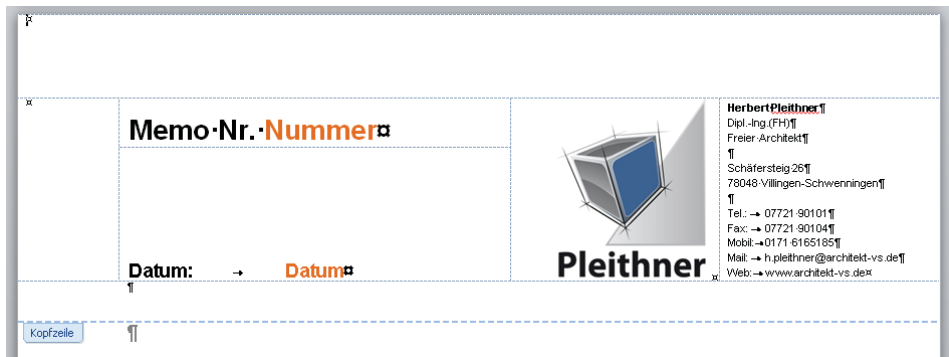 Memo Nr. Nummer
Datum: Datum
Pleithner
Herbert Pleithner
Dipl.-Ing.(FH)
Freier Architekt
Schäfersteig 26
78048 Villingen-Schwenningen
Tel.: 07721 90101
Fax: 07721 90104
Mobil: 0171 6165185
Mail: h.pleithner@architekt-vs.de
Web: www.architekt-vs.de
Kopfzeile